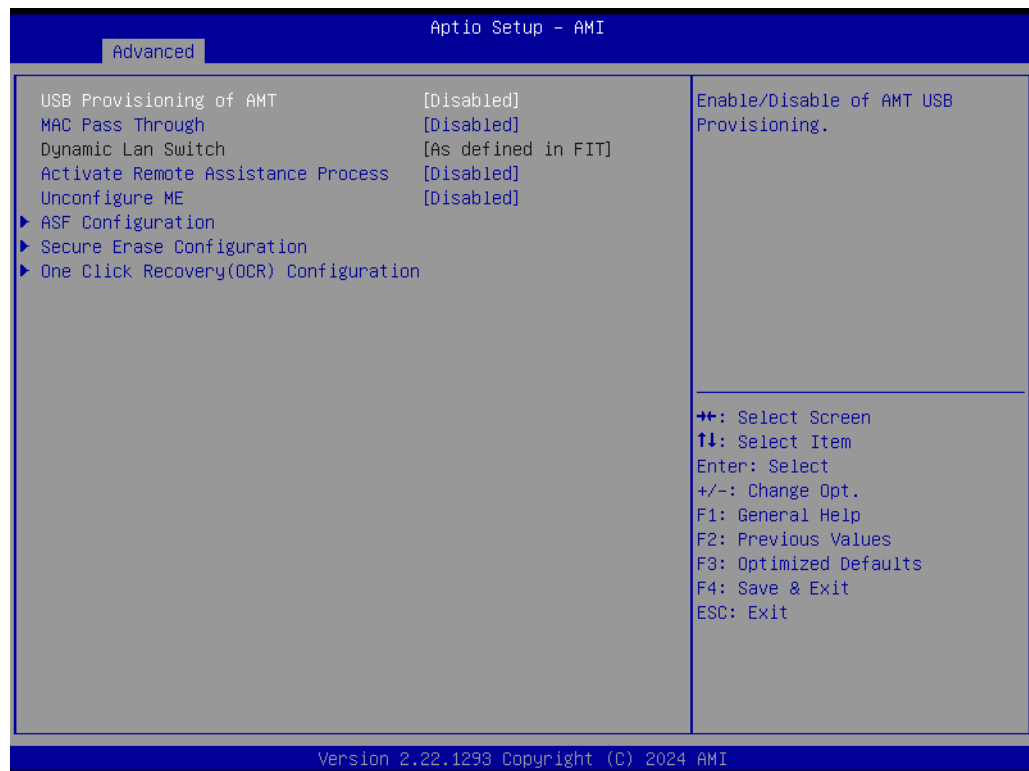 Aptio Setup – AMI
Advanced
USB Provisioning of AMT [Disabled]
MAC Pass Through [Disabled]
Dynamic Lan Switch [As defined in FIT]
Activate Remote Assistance Process [Disabled]
Unconfigure ME [Disabled]
ASF Configuration
Secure Erase Configuration
One Click Recovery(OCR) Configuration
Enable/Disable of AMT USB
Provisioning.
→←: Select Screen
↑↓: Select Item
Enter: Select
+/-: Change Opt.
F1: General Help
F2: Previous Values
F3: Optimized Defaults
F4: Save & Exit
ESC: Exit
Version 2.22.1293 Copyright (C) 2024 AMI